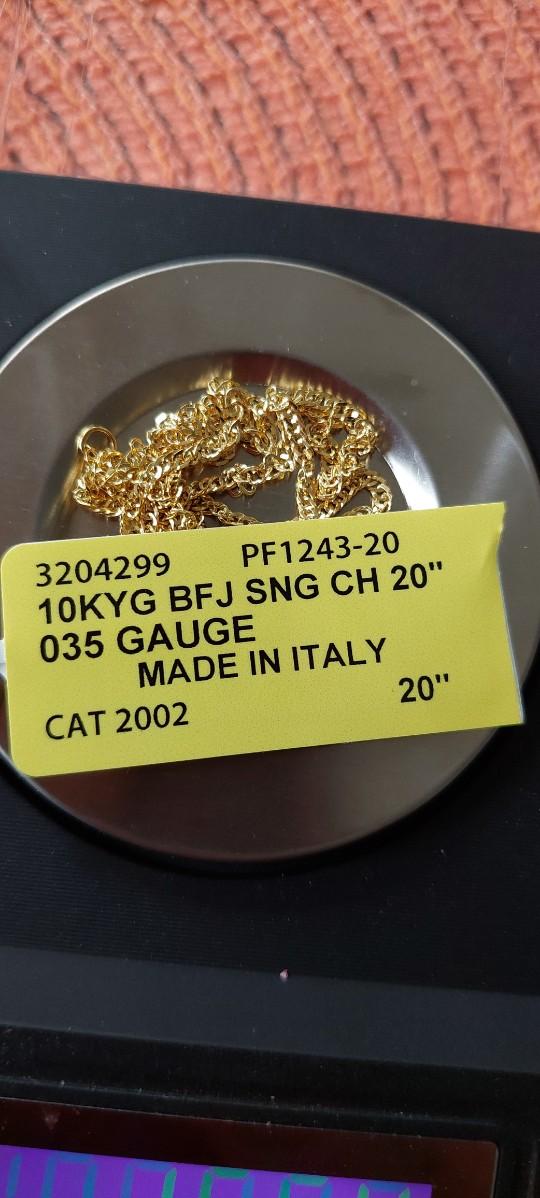 3204299 PF1243-20
10KYG BFJ SNG CH 20"
035 GAUGE
MADE IN ITALY
20"
CAT 2002